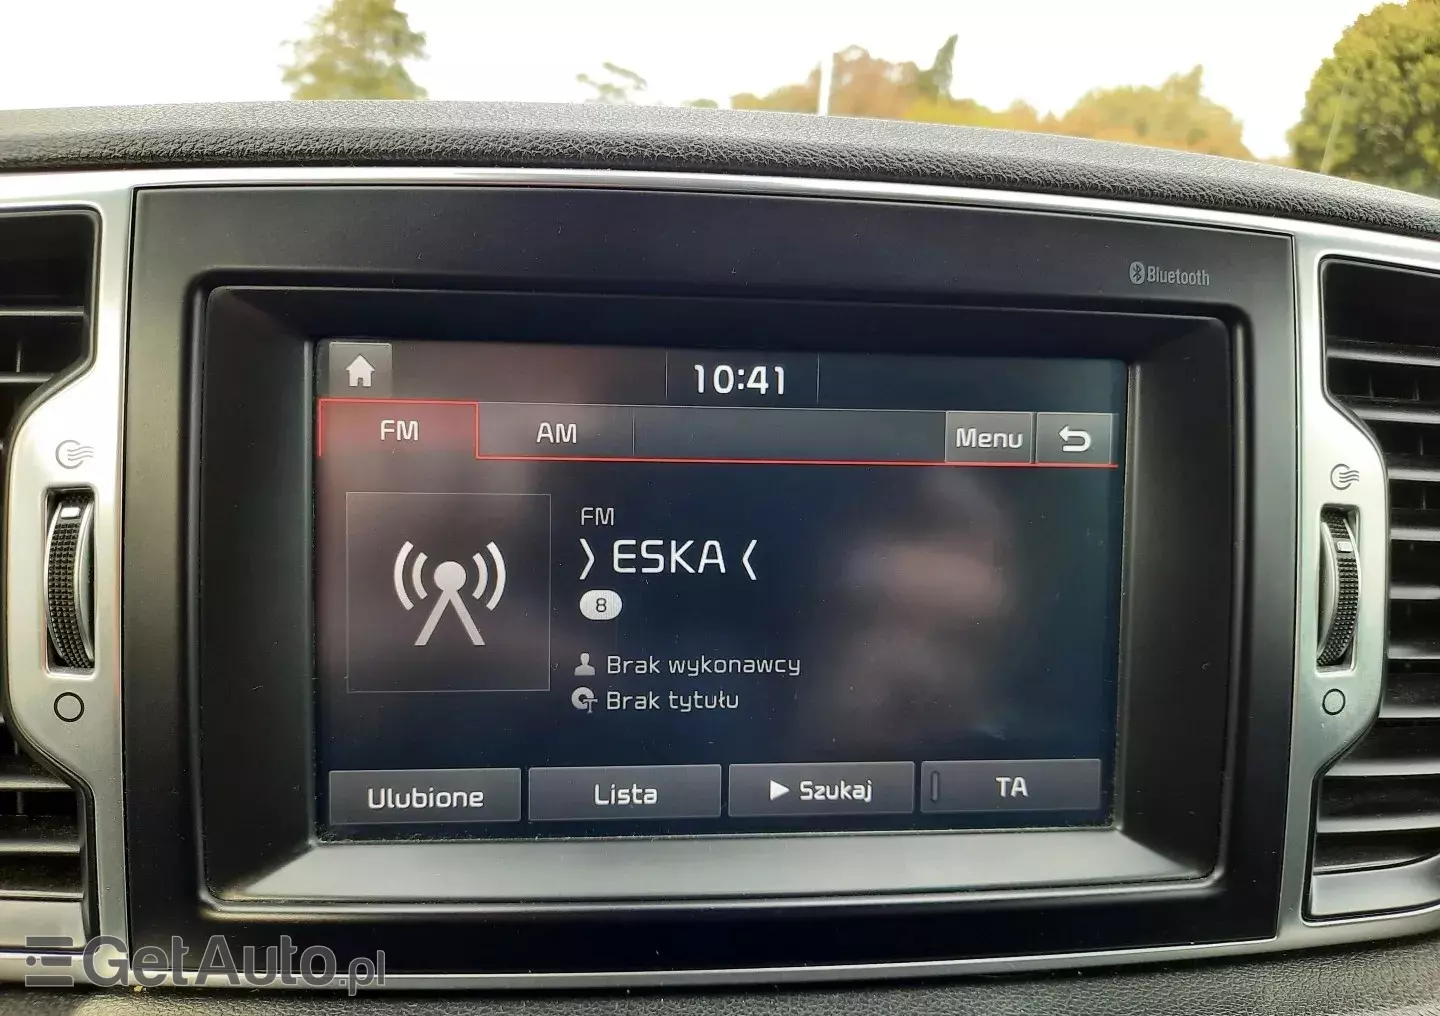 Bluetooth
10:41
FM AM Menu
FM
〉ESKA〈
8
Brak wykonawcy
Brak tytułu
Ulubione Lista ▶ Szukaj TA
GetAuto.pl